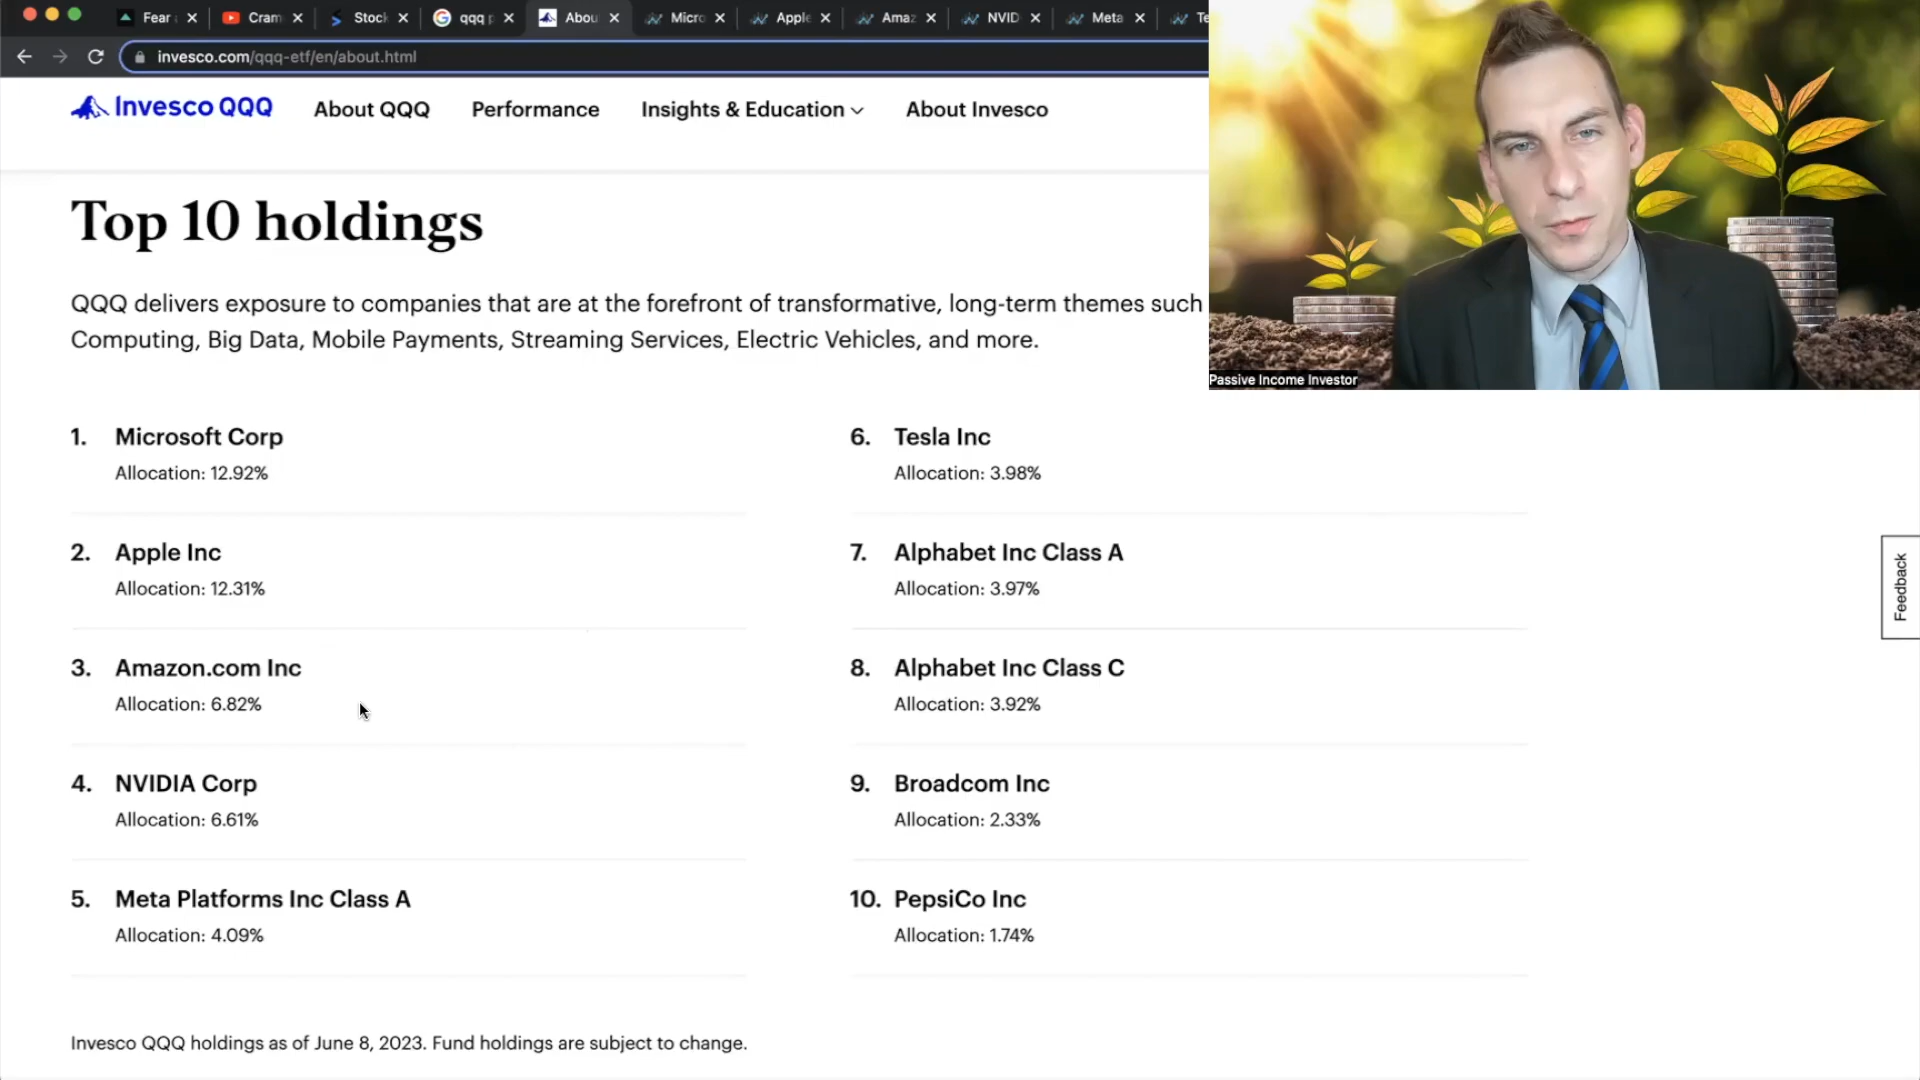 Fear
Cram
Stock
qqq p
Abou
Micro
Apple
Amaz
NVID
Meta
Te
invesco.com/qqq-etf/en/about.html
Invesco QQQ
About QQQ
Performance
Insights & Education
About Invesco
Top 10 holdings
QQQ delivers exposure to companies that are at the forefront of transformative, long-term themes such
Computing, Big Data, Mobile Payments, Streaming Services, Electric Vehicles, and more.
Passive Income Investor
1. Microsoft Corp
Allocation: 12.92%
2. Apple Inc
Allocation: 12.31%
3. Amazon.com Inc
Allocation: 6.82%
4. NVIDIA Corp
Allocation: 6.61%
5. Meta Platforms Inc Class A
Allocation: 4.09%
6. Tesla Inc
Allocation: 3.98%
7. Alphabet Inc Class A
Allocation: 3.97%
8. Alphabet Inc Class C
Allocation: 3.92%
9. Broadcom Inc
Allocation: 2.33%
10. PepsiCo Inc
Allocation: 1.74%
Feedback
Invesco QQQ holdings as of June 8, 2023. Fund holdings are subject to change.